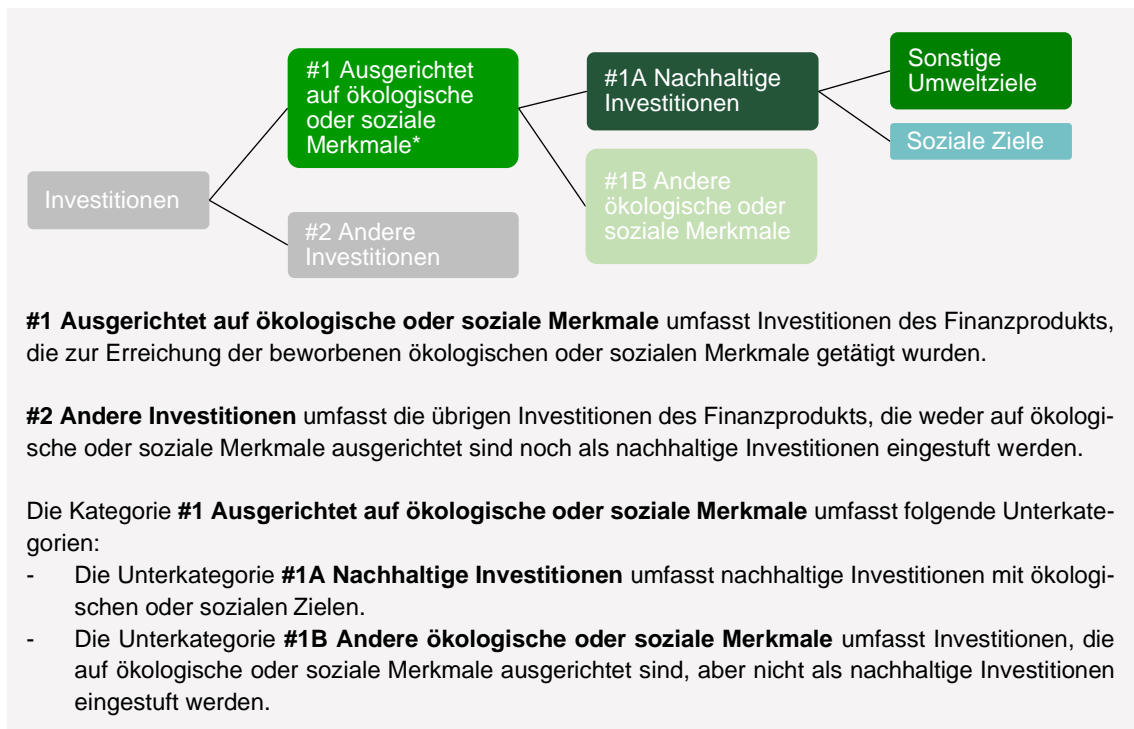 #1 Ausgerichtet
auf ökologische
oder soziale
Merkmale*
#1A Nachhaltige
Investitionen
Sonstige
Umweltziele
Soziale Ziele
Investitionen
#1B Andere
ökologische oder
soziale Merkmale
#2 Andere
Investitionen
#1 Ausgerichtet auf ökologische oder soziale Merkmale umfasst Investitionen des Finanzprodukts,
die zur Erreichung der beworbenen ökologischen oder sozialen Merkmale getätigt wurden.
#2 Andere Investitionen umfasst die übrigen Investitionen des Finanzprodukts, die weder auf ökologi-
sche oder soziale Merkmale ausgerichtet sind noch als nachhaltige Investitionen eingestuft werden.
Die Kategorie #1 Ausgerichtet auf ökologische oder soziale Merkmale umfasst folgende Unterkate-
gorien:
- Die Unterkategorie #1A Nachhaltige Investitionen umfasst nachhaltige Investitionen mit ökologi-
schen oder sozialen Zielen.
- Die Unterkategorie #1B Andere ökologische oder soziale Merkmale umfasst Investitionen, die
auf ökologische oder soziale Merkmale ausgerichtet sind, aber nicht als nachhaltige Investitionen
eingestuft werden.